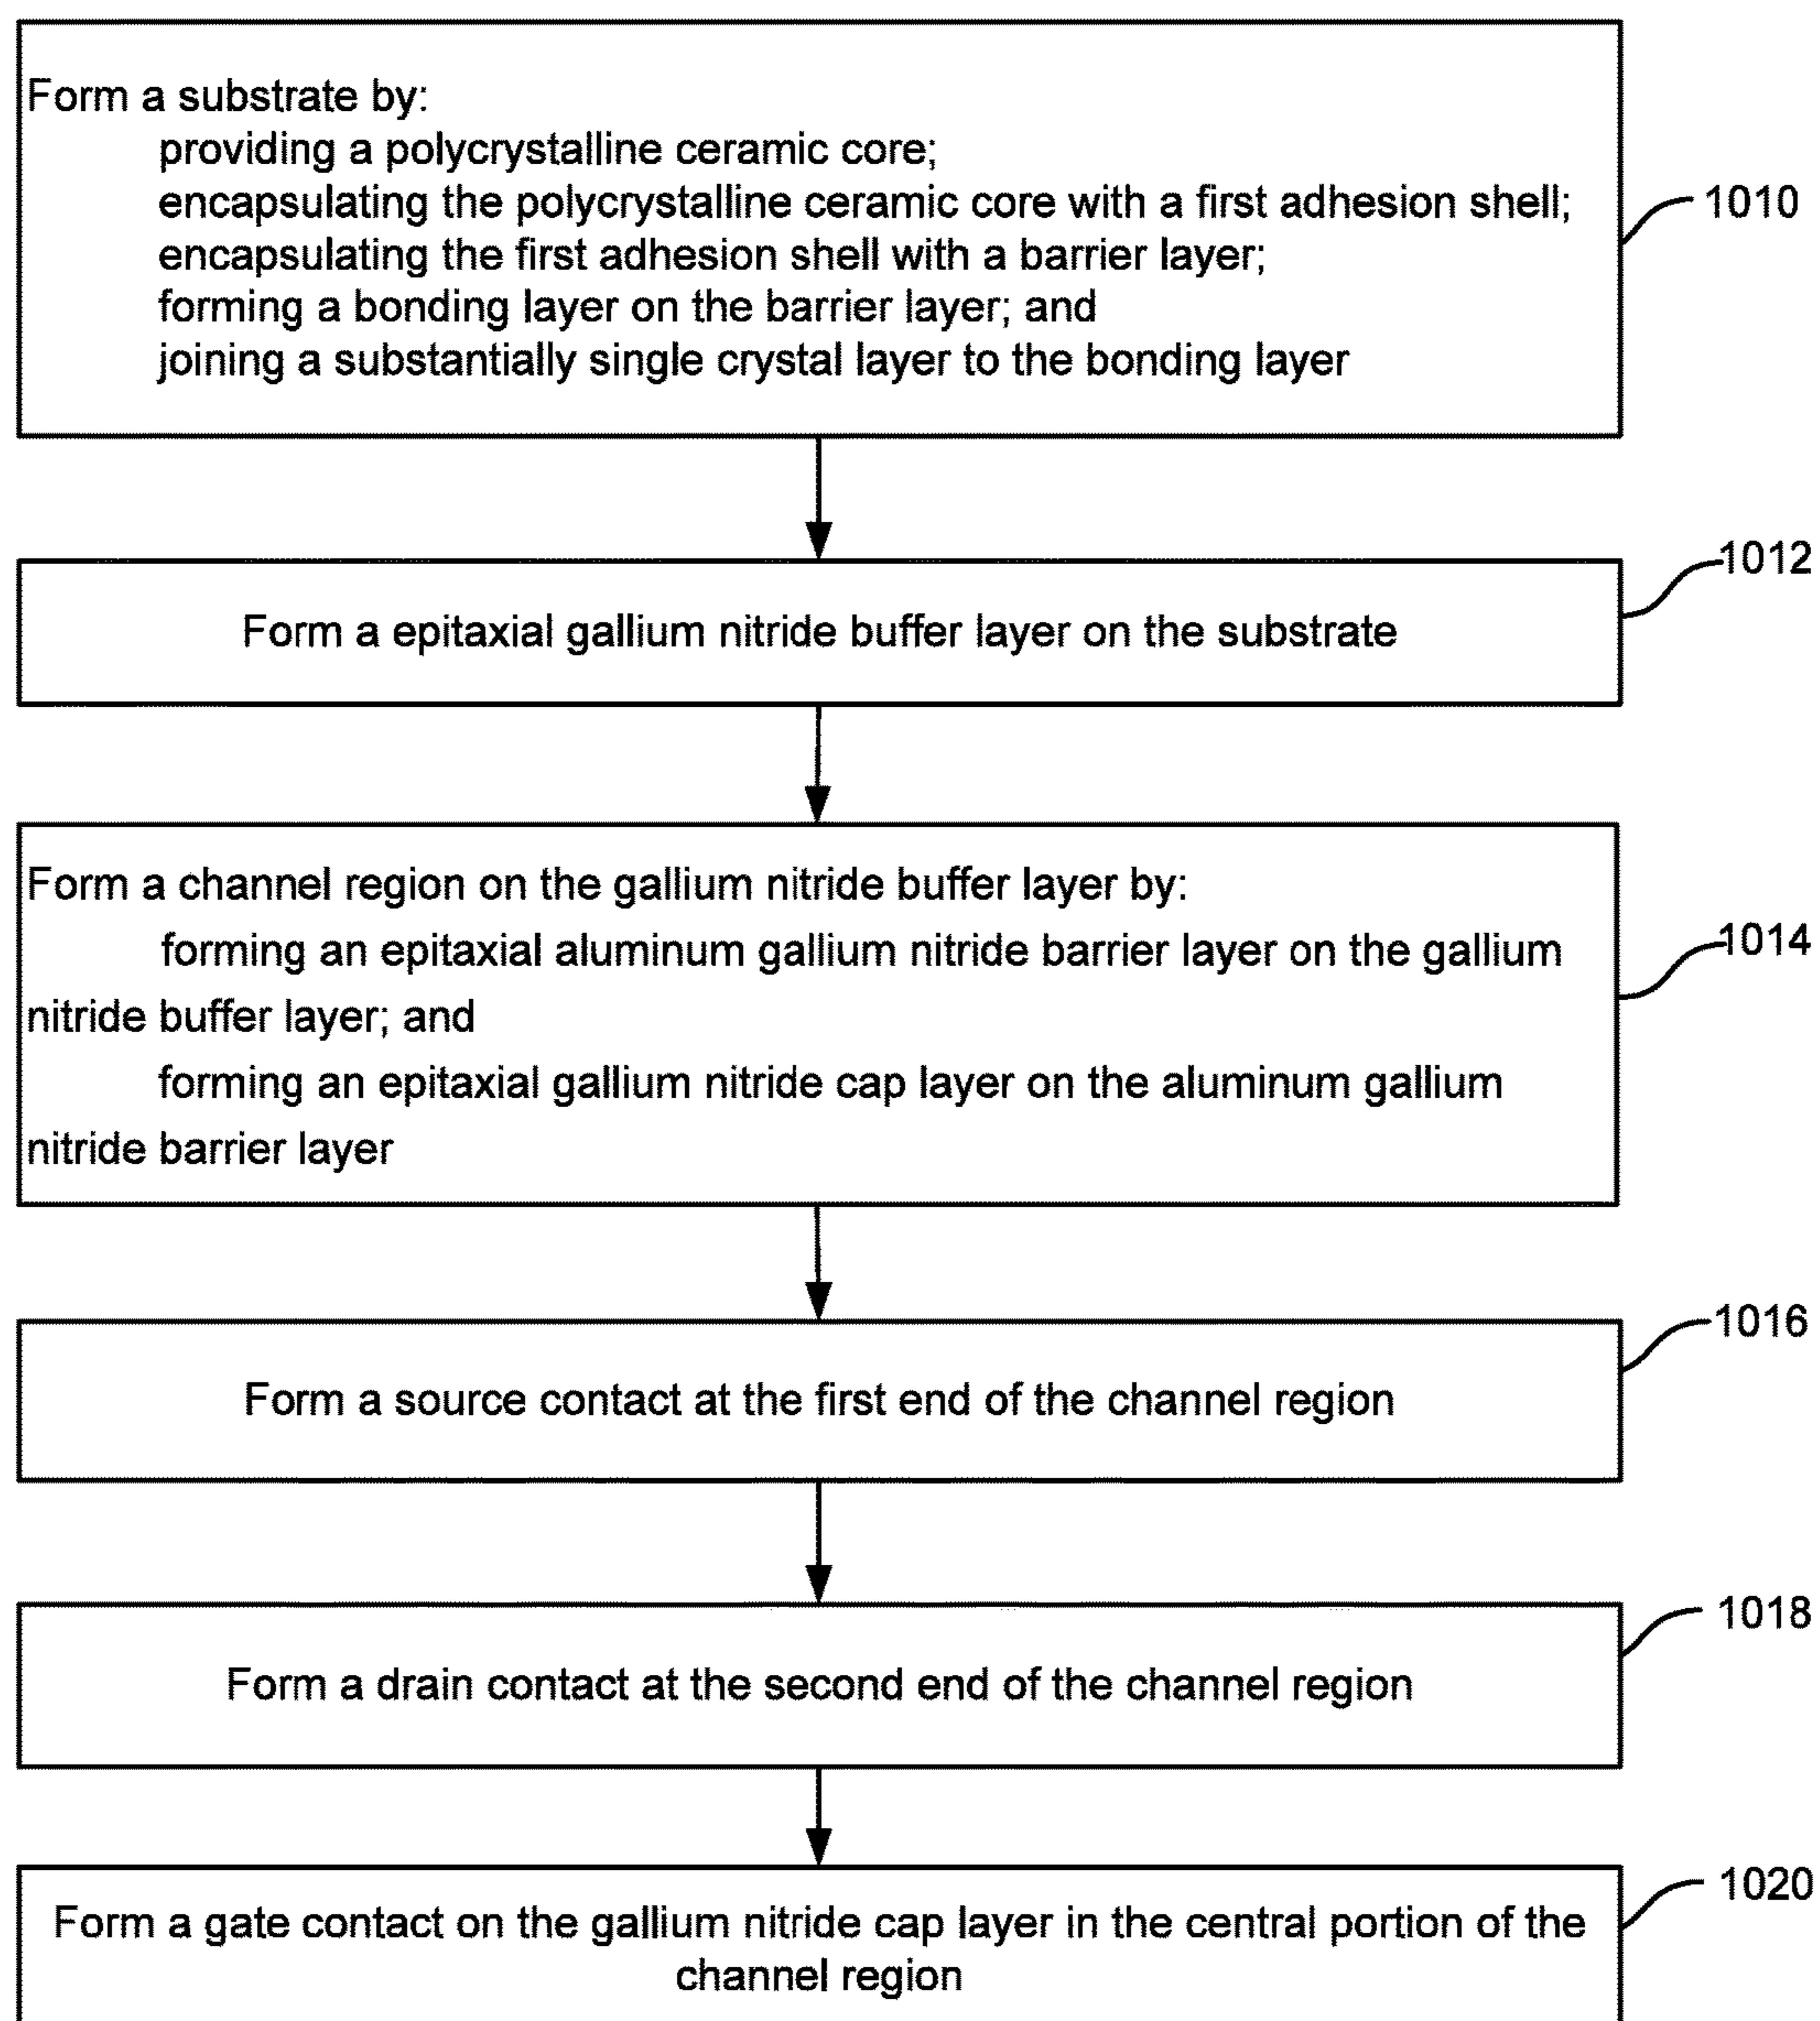 Form a substrate by:
providing a polycrystalline ceramic core;
encapsulating the polycrystalline ceramic core with a first adhesion shell;
encapsulating the first adhesion shell with a barrier layer;
forming a bonding layer on the barrier layer; and
joining a substantially single crystal layer to the bonding layer
1010
Form a epitaxial gallium nitride buffer layer on the substrate
1012
Form a channel region on the gallium nitride buffer layer by:
forming an epitaxial aluminum gallium nitride barrier layer on the gallium
nitride buffer layer; and
forming an epitaxial gallium nitride cap layer on the aluminum gallium
nitride barrier layer
1014
Form a source contact at the first end of the channel region
1016
Form a drain contact at the second end of the channel region
1018
Form a gate contact on the gallium nitride cap layer in the central portion of the
channel region
1020